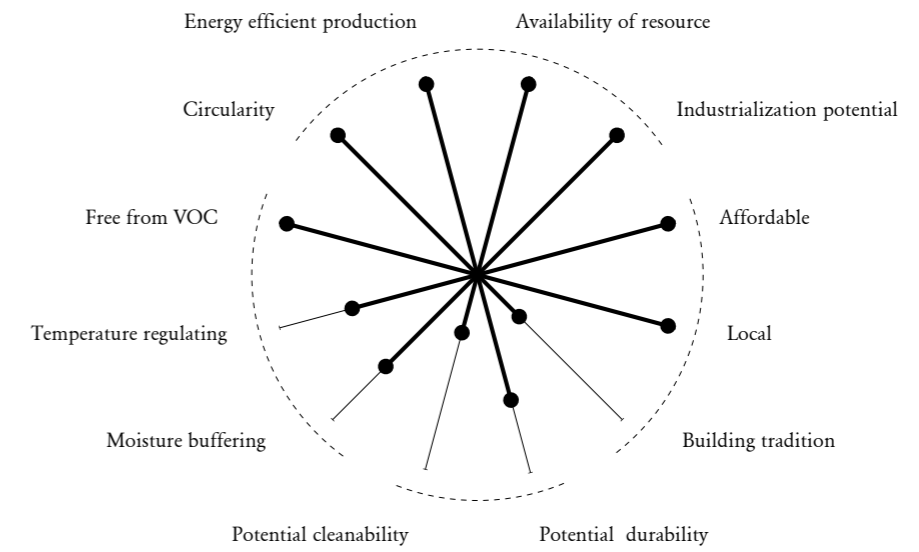 Energy efficient production
Availability of resource
Circularity
Industrialization potential
Free from VOC
Affordable
Temperature regulating
Local
Moisture buffering
Building tradition
Potential cleanability
Potential  durability